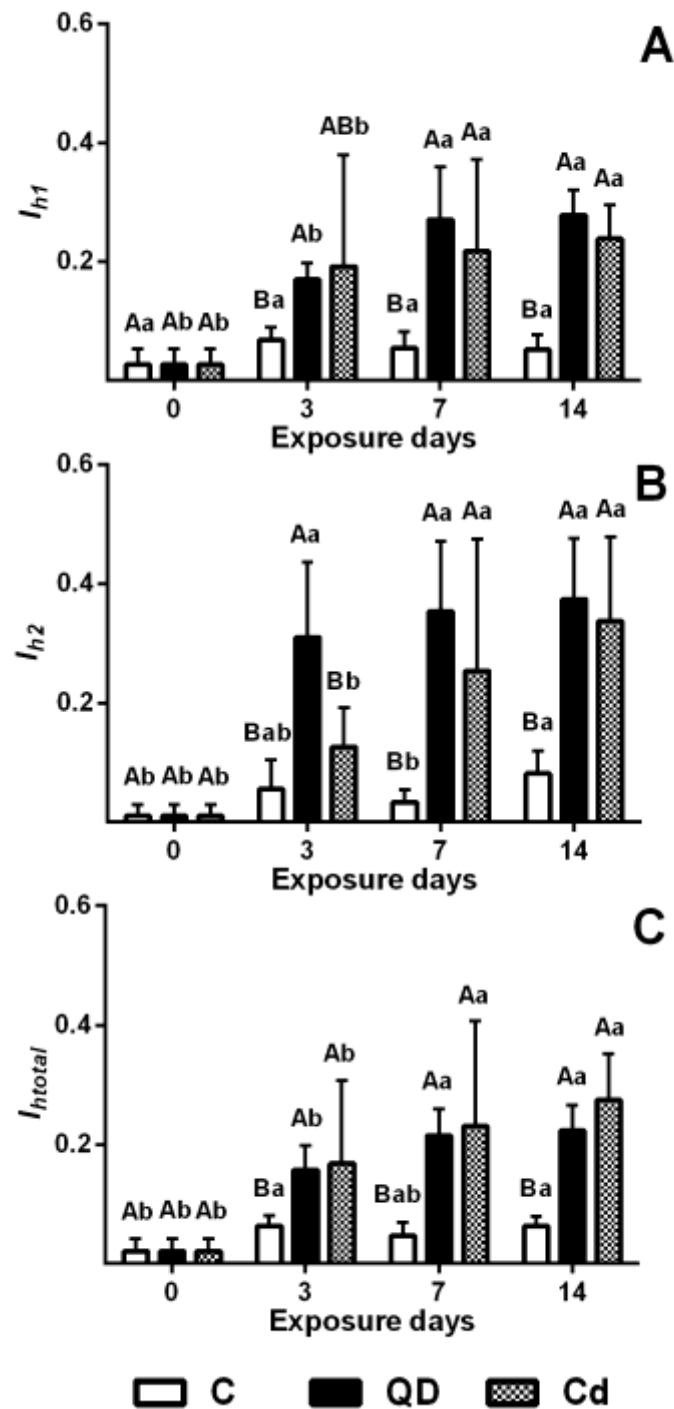 A
0.6
0.4
0.2
I_h1
Aa Ab Ab
Ba Ab ABb
Ba Aa Aa
Ba Aa Aa
0 3 7 14
Exposure days
B
0.6
0.4
0.2
I_h2
Ab Ab Ab
Bab Aa Bb
Bb Aa Aa
Ba Aa Aa
0 3 7 14
Exposure days
C
0.6
0.4
0.2
I_htotal
Ab Ab Ab
Ba Ab Ab
Bab Aa Aa
Ba Aa Aa
0 3 7 14
Exposure days
C QD Cd